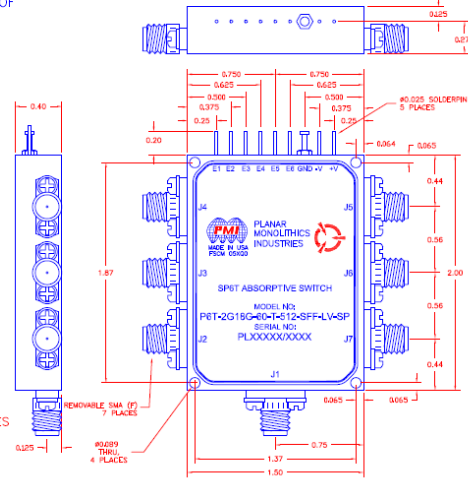 OF
0.125
0.27
0.750 0.750
0.625 0.625
0.500 0.500
0.375 0.375
0.25 0.25
Ø0.025 SOLDERPIN
5 PLACES
0.40
0.20
0.064
0.065
E1 E2 E3 E4 E5 E6 GND -V +V
0.44
J4 J5
PMI
MADE IN USA
FSCM 05XQ0
PLANAR
MONOLITHICS
INDUSTRIES
0.56
1.87
J3 J6
2.00
SP6T ABSORPTIVE SWITCH
MODEL NO:
P6T-2G18G-60-T-512-SFF-LV-SP
SERIAL NO:
PLXXXXX/XXXX
0.56
J2 J7
J1
0.44
REMOVABLE SMA (F)
7 PLACES
0.065 0.065
ES
0.125
Ø0.089
THRU,
4 PLACES
0.75
1.37
1.50